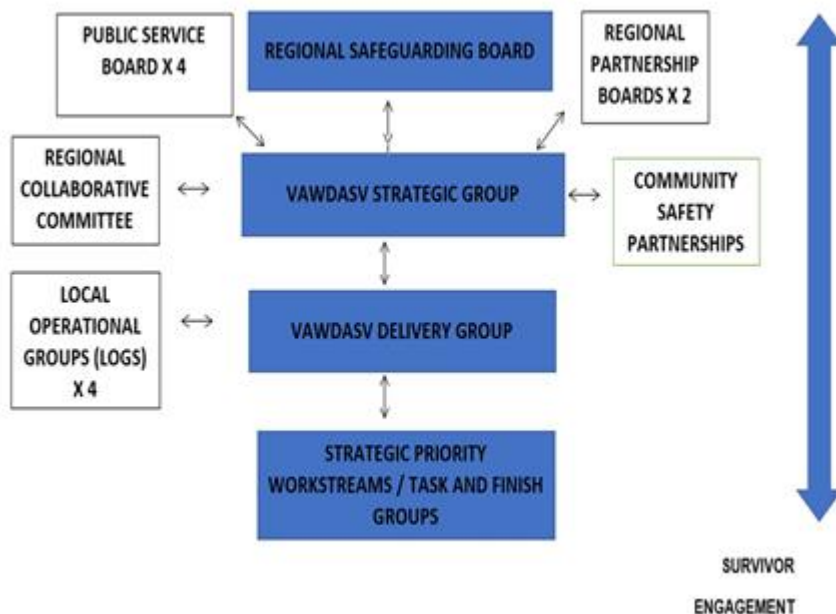 PUBLIC SERVICE
BOARD X 4
REGIONAL SAFEGUARDING BOARD
REGIONAL
PARTNERSHIP
BOARDS X 2
REGIONAL
COLLABORATIVE
COMMITTEE
VAWDASV STRATEGIC GROUP
COMMUNITY
SAFETY
PARTNERSHIPS
LOCAL
OPERATIONAL
GROUPS (LOGS)
X 4
VAWDASV DELIVERY GROUP
STRATEGIC PRIORITY
WORKSTREAMS / TASK AND FINISH
GROUPS
SURVIVOR
ENGAGEMENT